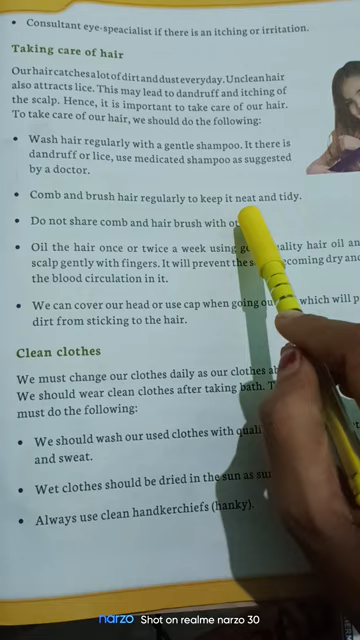 • Consultant eye-speacialist if there is an itching or irritation.
Taking care of hair
Our hair catches a lot of dirt and dust everyday. Unclean hair
also attracts lice. This may lead to dandruff and itching of
the scalp. Hence, it is important to take care of our hair.
To take care of our hair, we should do the following:
• Wash hair regularly with a gentle shampoo. It there is
dandruff or lice, use medicated shampoo as suggested
by a doctor.
• Comb and brush hair regularly to keep it neat and tidy.
• Do not share comb and hair brush with
• Oil the hair once or twice a week using quality hair oil
scalp gently with fingers. It will prevent the dry
the blood circulation in it.
• We can cover our head or use cap when going which will
dirt from sticking to the hair.
Clean clothes
We must change our clothes daily as our clothes
We should wear clean clothes after taking bath.
must do the following:
• We should wash our used clothes with
and sweat.
• Wet clothes should be dried in the sun as
• Always use clean handkerchiefs (hanky).
narzo Shot on realme narzo 30